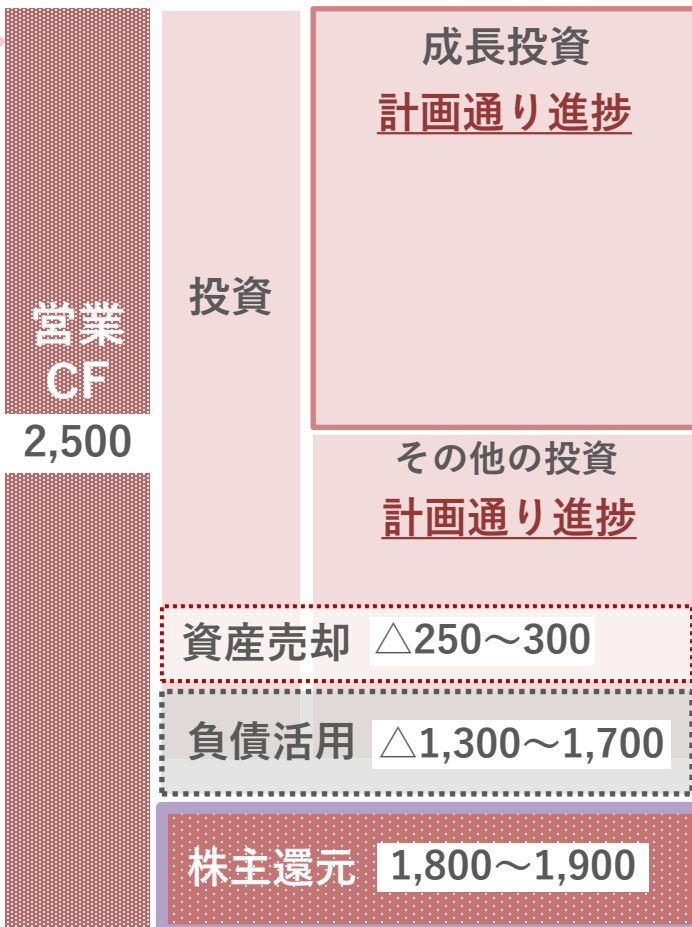 営業
CF
2,500
投資
成長投資
計画通り進捗
その他の投資
計画通り進捗
資産売却 △250～300
負債活用 △1,300～1,700
株主還元 1,800～1,900